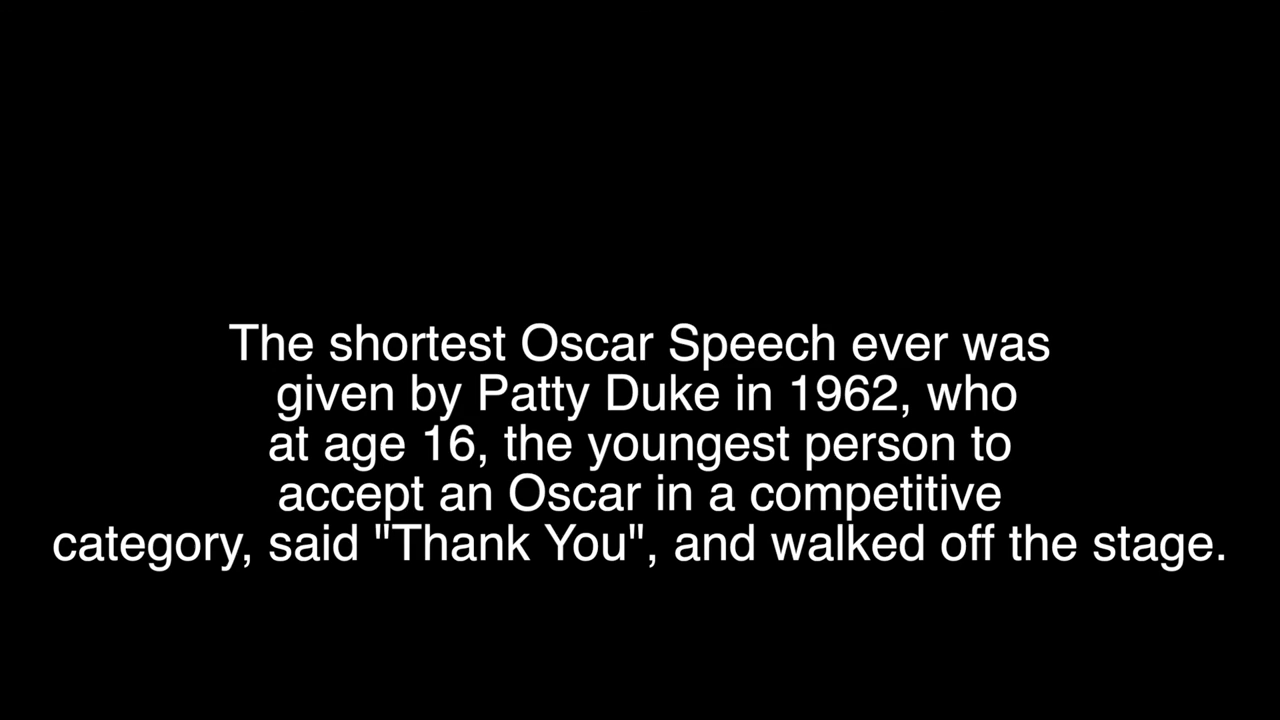 The shortest Oscar Speech ever was
given by Patty Duke in 1962, who
at age 16, the youngest person to
accept an Oscar in a competitive
category, said "Thank You", and walked off the stage.